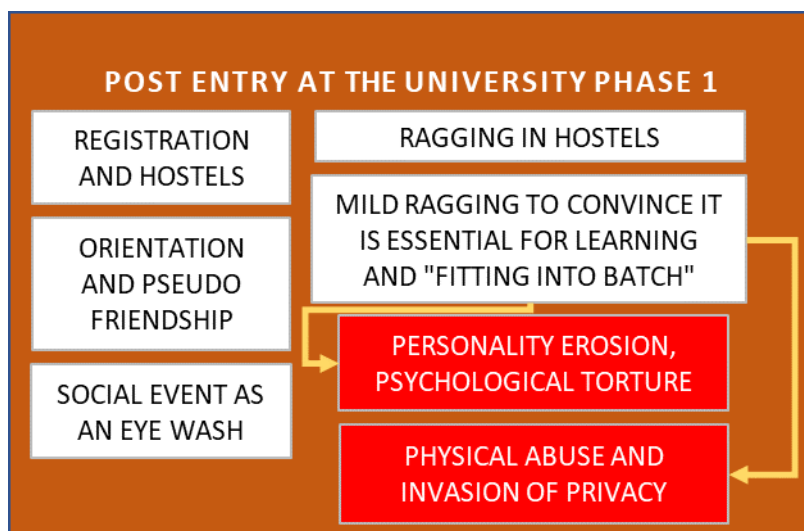 POST ENTRY AT THE UNIVERSITY PHASE 1
REGISTRATION
AND HOSTELS
ORIENTATION
AND PSEUDO
FRIENDSHIP
SOCIAL EVENT AS
AN EYE WASH
RAGGING IN HOSTELS
MILD RAGGING TO CONVINCE IT
IS ESSENTIAL FOR LEARNING
AND "FITTING INTO BATCH"
PERSONALITY EROSION,
PSYCHOLOGICAL TORTURE
PHYSICAL ABUSE AND
INVASION OF PRIVACY